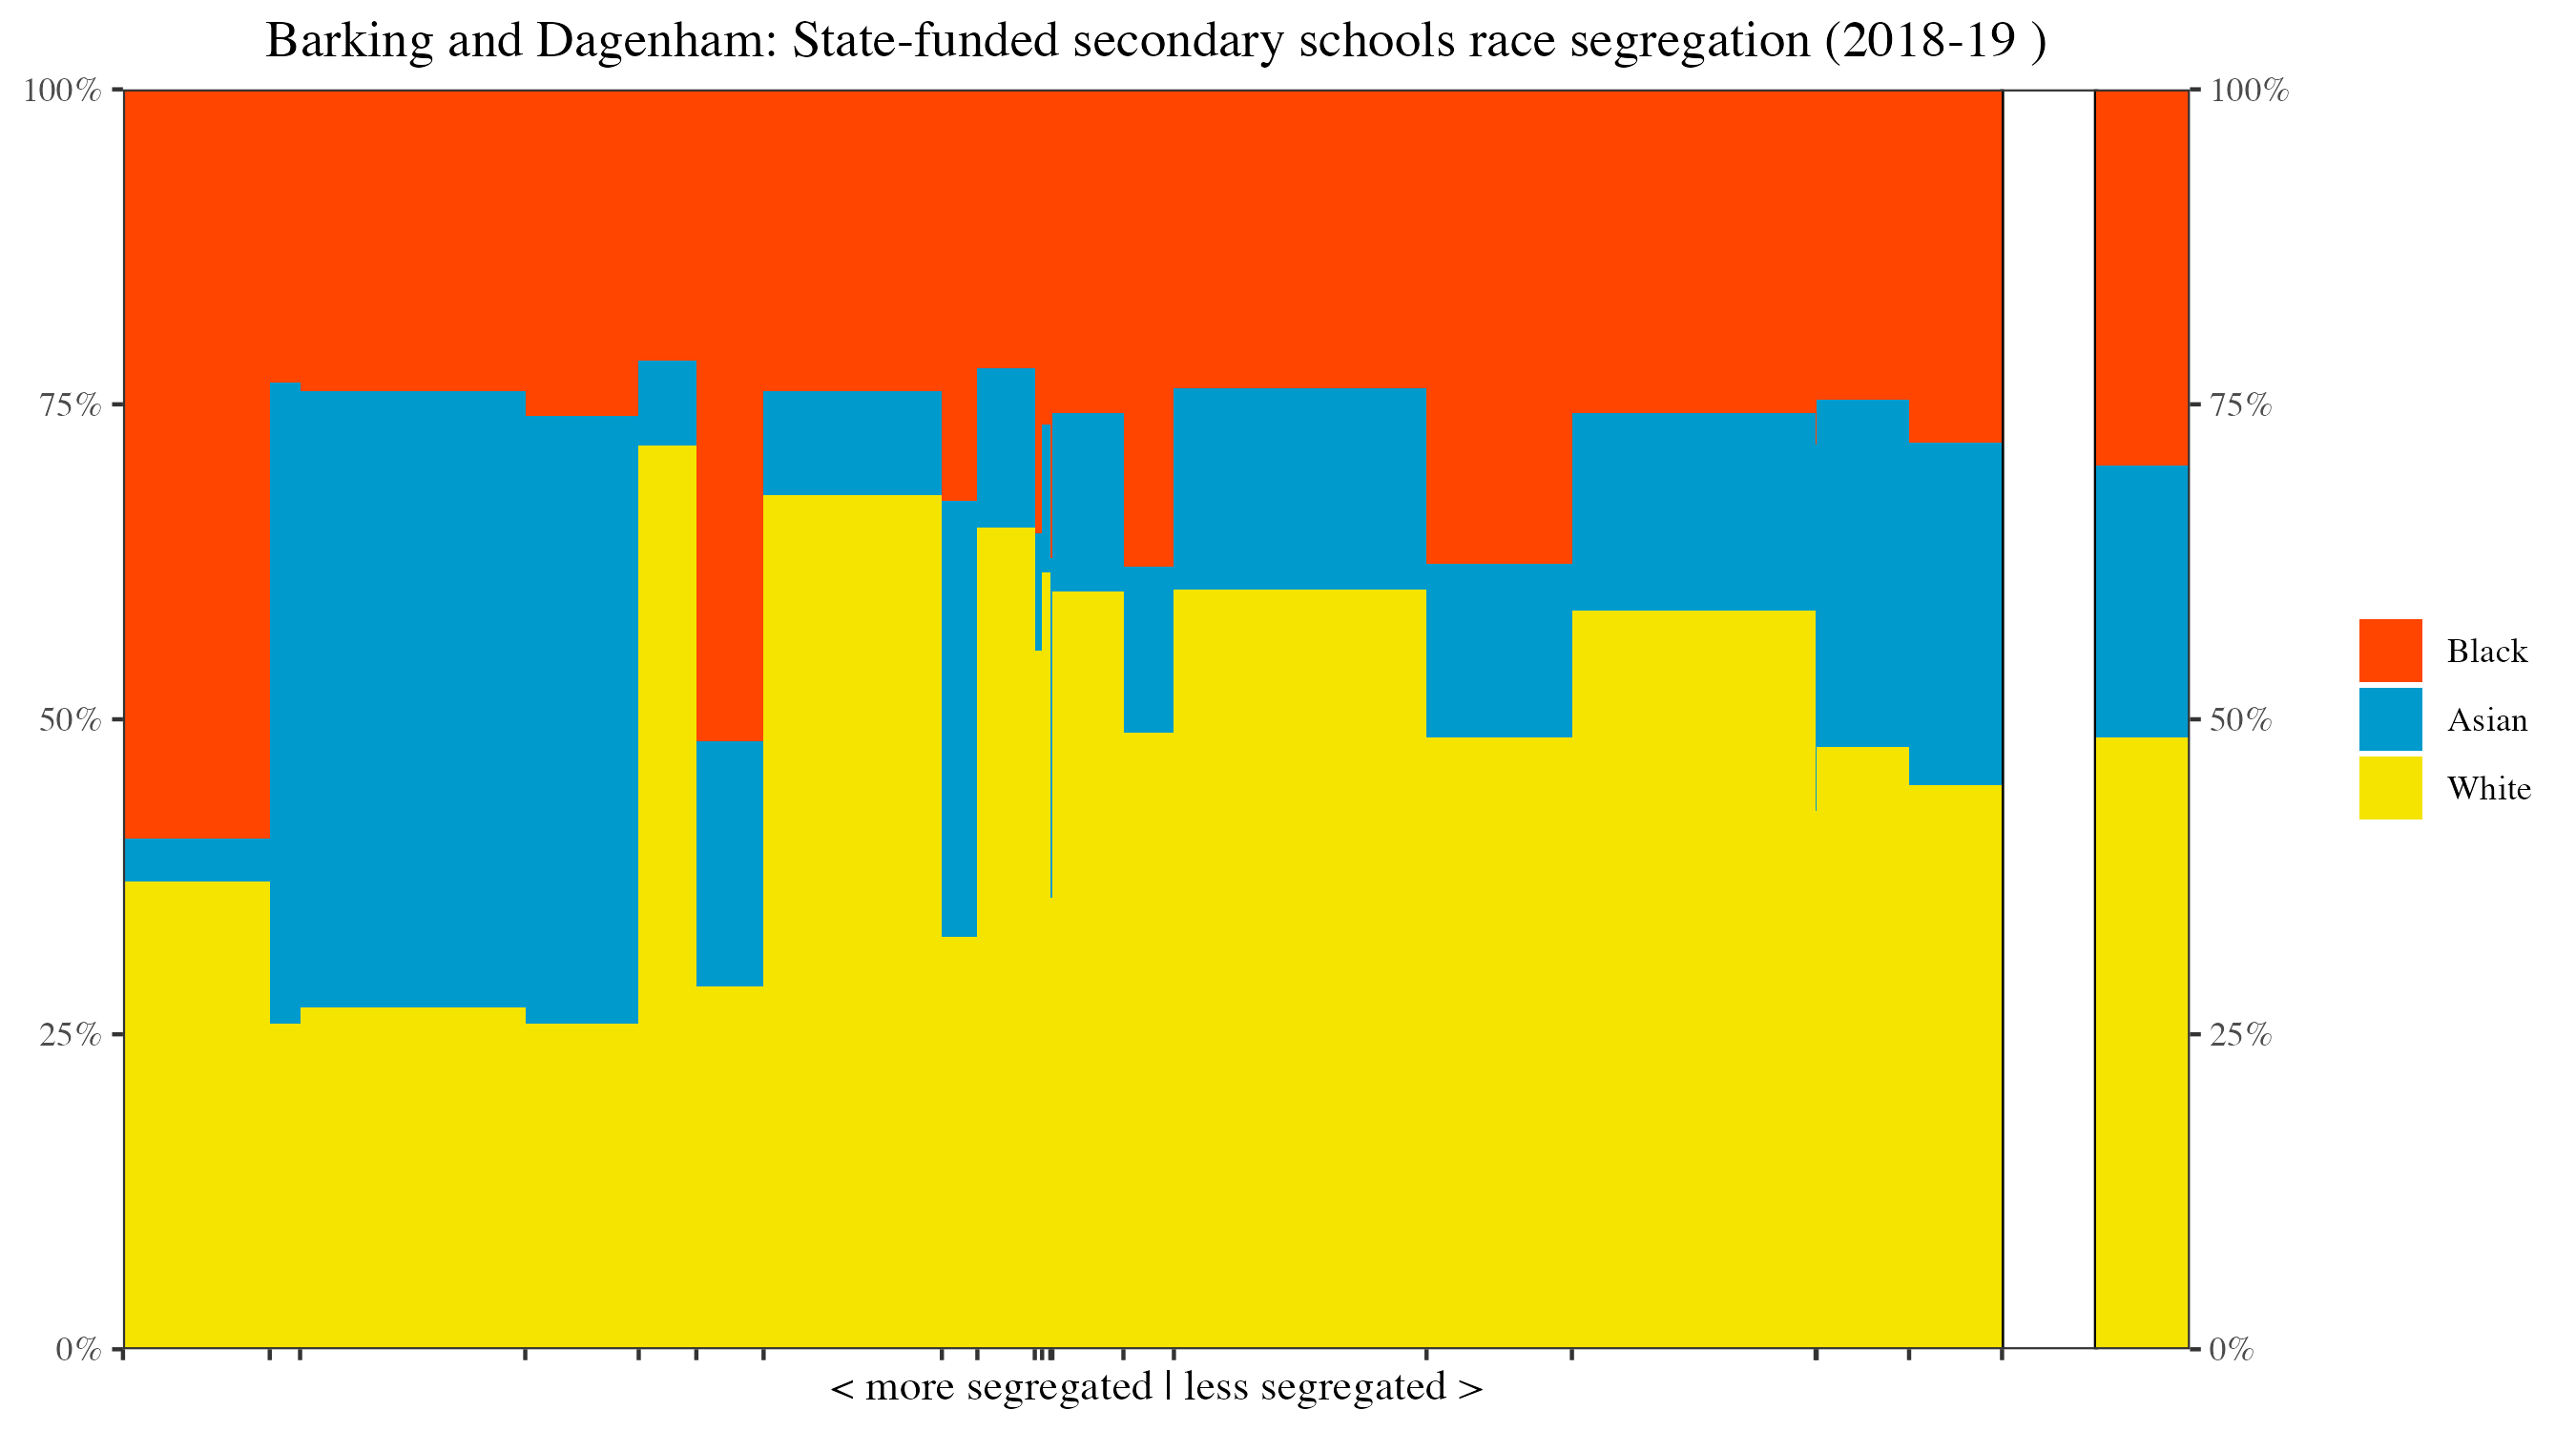 Barking and Dagenham: State-funded secondary schools race segregation (2018-19 )
100%
75%
50%
25%
0%
100%
75%
50%
25%
0%
Black
Asian
White
< more segregated | less segregated >